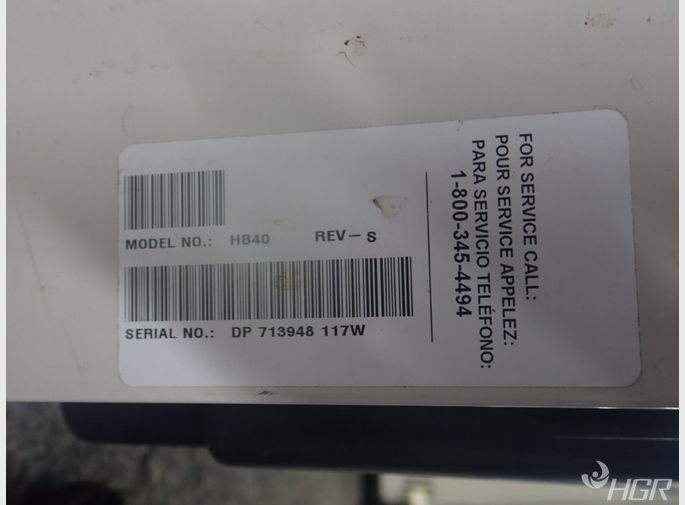 MODEL NO.: HB40 REV-S
SERIAL NO.: DP 713948 117W
FOR SERVICE CALL:
POUR SERVICE APPELEZ:
PARA SERVICIO TELÉFONO:
1-800-345-4494
HGR